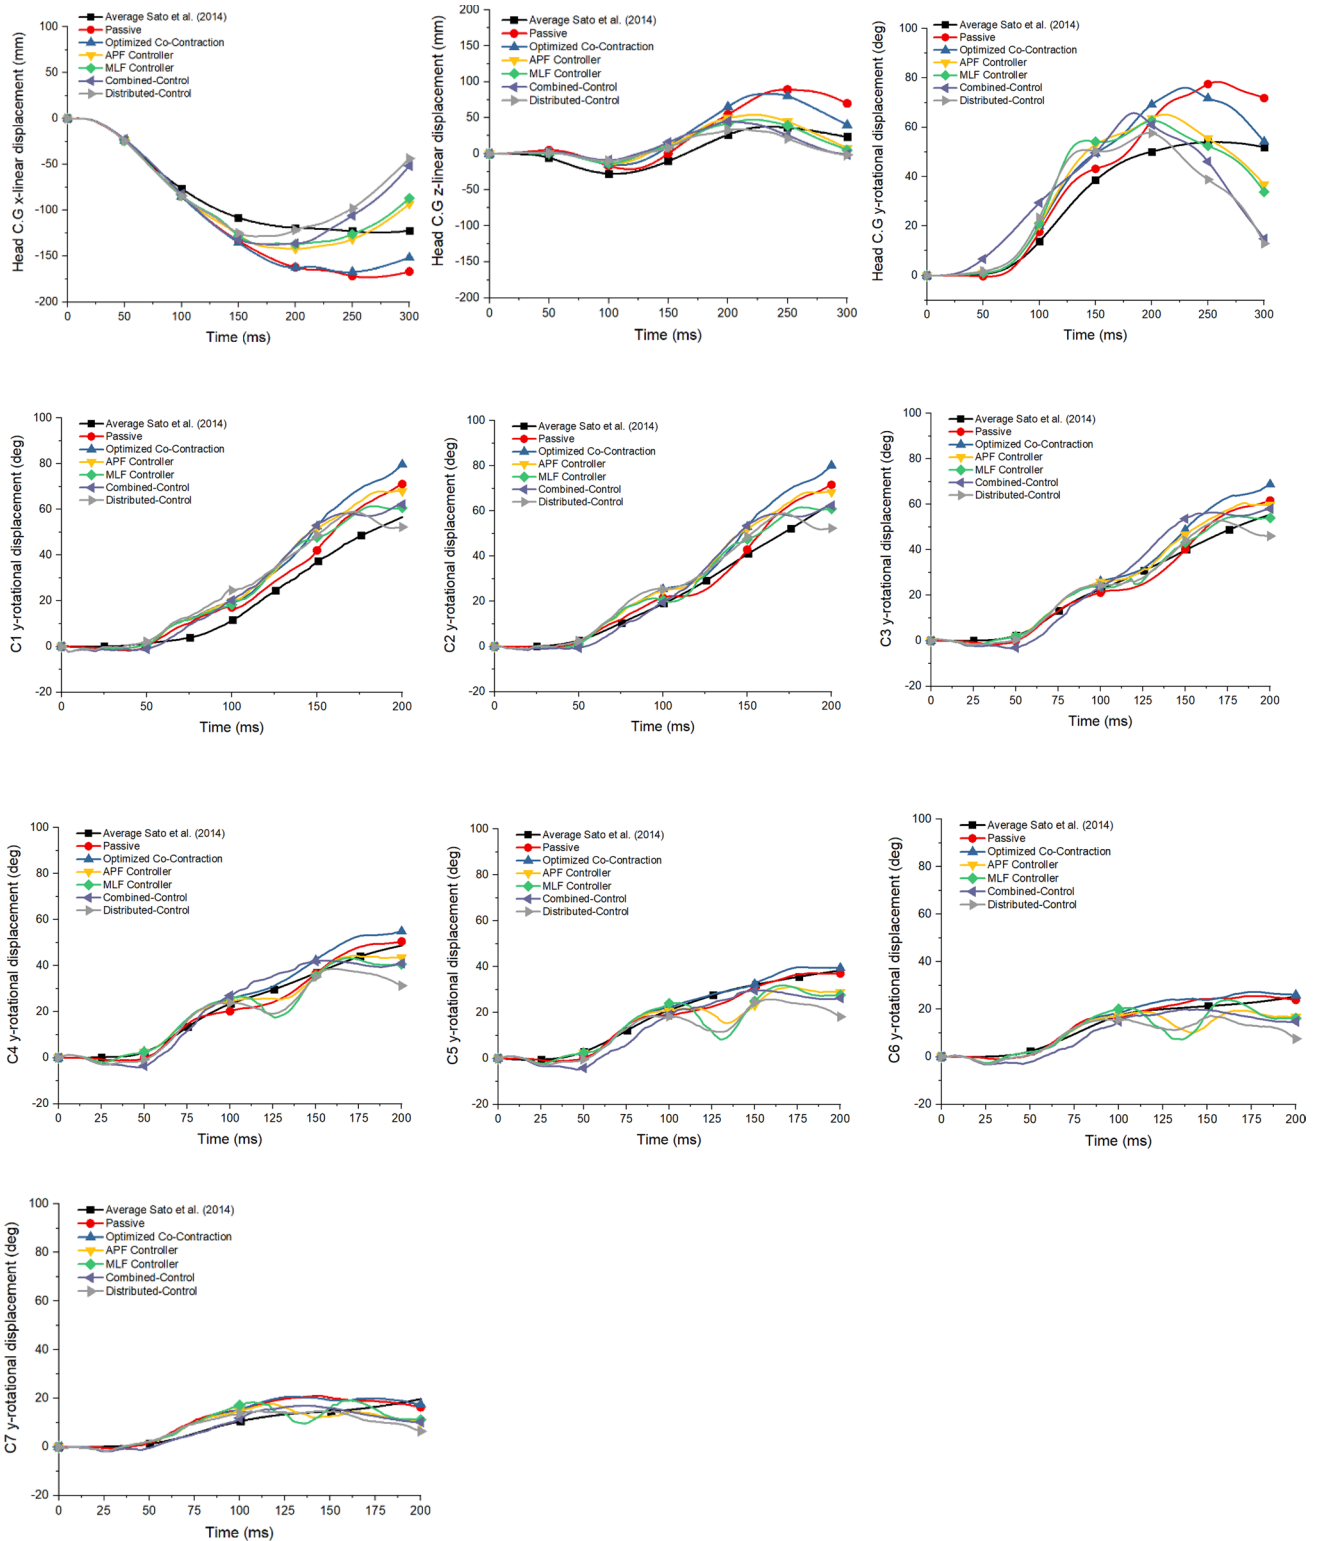 Head C.G x-linear displacement (mm)
100
50
0
-50
-100
-150
-200
Average Sato et al. (2014)
Passive
Optimized Co-Contraction
APF Controller
MLF Controller
Combined-Control
Distributed-Control
0 50 100 150 200 250 300
Time (ms)
Head C.G z-linear displacement (mm)
200
150
100
50
0
-50
-100
-150
-200
Average Sato et al. (2014)
Passive
Optimized Co-Contraction
APF Controller
MLF Controller
Combined-Control
Distributed-Control
0 50 100 150 200 250 300
Time (ms)
Head C.G y-rotational displacement (deg)
100
80
60
40
20
0
Average Sato et al. (2014)
Passive
Optimized Co-Contraction
APF Controller
MLF Controller
Combined-Control
Distributed-Control
0 50 100 150 200 250 300
Time (ms)
C1 y-rotational displacement (deg)
100
80
60
40
20
0
-20
Average Sato et al. (2014)
Passive
Optimized Co-Contraction
APF Controller
MLF Controller
Combined-Control
Distributed-Control
0 50 100 150 200
Time (ms)
C2 y-rotational displacement (deg)
100
80
60
40
20
0
-20
Average Sato et al. (2014)
Passive
Optimized Co-Contraction
APF Controller
MLF Controller
Combined-Control
Distributed-Control
0 50 100 150 200
Time (ms)
C3 y-rotational displacement (deg)
100
80
60
40
20
0
-20
Average Sato et al. (2014)
Passive
Optimized Co-Contraction
APF Controller
MLF Controller
Combined-Control
Distributed-Control
0 25 50 75 100 125 150 175 200
Time (ms)
C4 y-rotational displacement (deg)
100
80
60
40
20
0
-20
Average Sato et al. (2014)
Passive
Optimized Co-Contraction
APF Controller
MLF Controller
Combined-Control
Distributed-Control
0 25 50 75 100 125 150 175 200
Time (ms)
C5 y-rotational displacement (deg)
100
80
60
40
20
0
-20
Average Sato et al. (2014)
Passive
Optimized Co-Contraction
APF Controller
MLF Controller
Combined-Control
Distributed-Control
0 25 50 75 100 125 150 175 200
Time (ms)
C6 y-rotational displacement (deg)
100
80
60
40
20
0
-20
Average Sato et al. (2014)
Passive
Optimized Co-Contraction
APF Controller
MLF Controller
Combined-Control
Distributed-Control
0 25 50 75 100 125 150 175 200
Time (ms)
C7 y-rotational displacement (deg)
100
80
60
40
20
0
-20
Average Sato et al. (2014)
Passive
Optimized Co-Contraction
APF Controller
MLF Controller
Combined-Control
Distributed-Control
0 25 50 75 100 125 150 175 200
Time (ms)